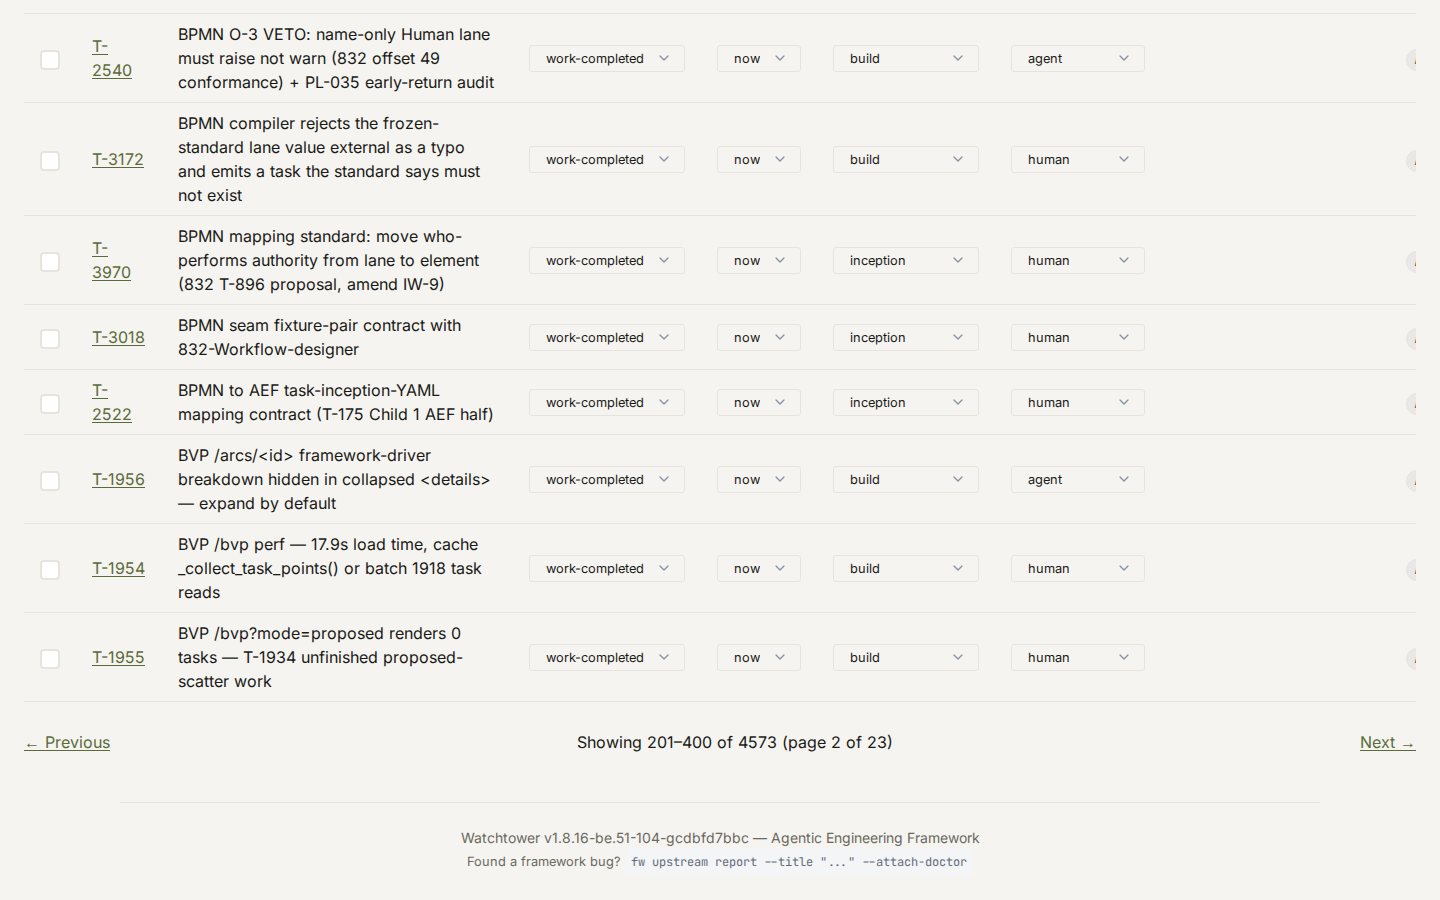 T-
2540
BPMN O-3 VETO: name-only Human lane
must raise not warn (832 offset 49
conformance) + PL-035 early-return audit
work-completed
now
build
agent
T-3172
BPMN compiler rejects the frozen-
standard lane value external as a typo
and emits a task the standard says must
not exist
work-completed
now
build
human
T-
3970
BPMN mapping standard: move who-
performs authority from lane to element
(832 T-896 proposal, amend IW-9)
work-completed
now
inception
human
T-3018
BPMN seam fixture-pair contract with
832-Workflow-designer
work-completed
now
inception
human
T-
2522
BPMN to AEF task-inception-YAML
mapping contract (T-175 Child 1 AEF half)
work-completed
now
inception
human
T-1956
BVP /arcs/<id> framework-driver
breakdown hidden in collapsed <details>
— expand by default
work-completed
now
build
agent
T-1954
BVP /bvp perf — 17.9s load time, cache
_collect_task_points() or batch 1918 task
reads
work-completed
now
build
human
T-1955
BVP /bvp?mode=proposed renders 0
tasks — T-1934 unfinished proposed-
scatter work
work-completed
now
build
human
← Previous
Showing 201–400 of 4573 (page 2 of 23)
Next →
Watchtower v1.8.16-be.51-104-gcdbfd7bbc — Agentic Engineering Framework
Found a framework bug? fw upstream report --title "..." --attach-doctor